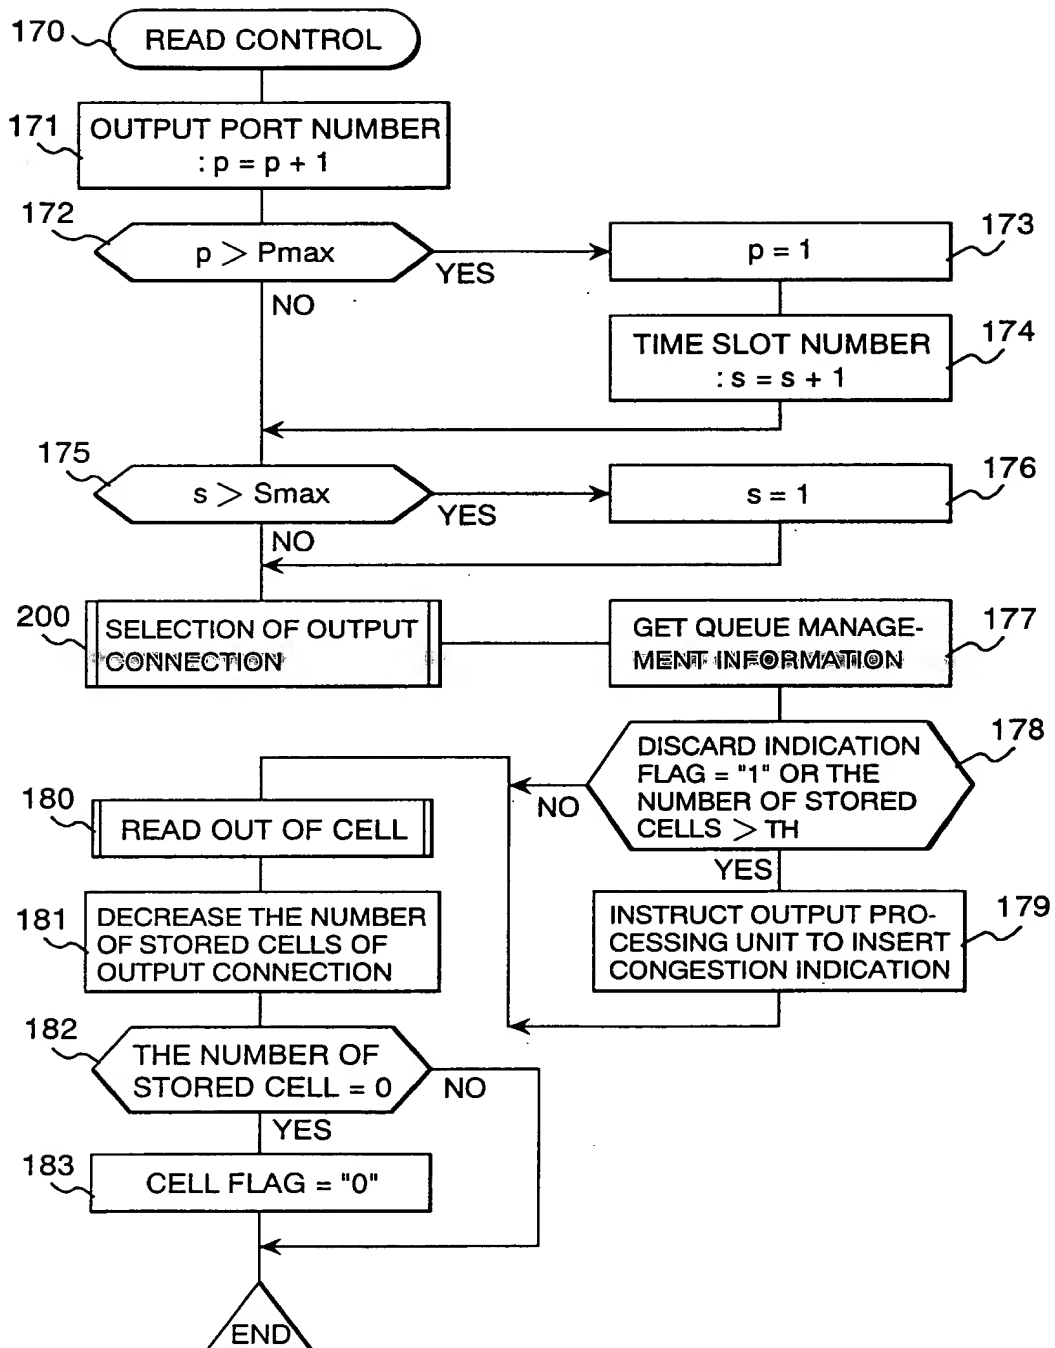 170
READ CONTROL
171
OUTPUT PORT NUMBER
: p = p + 1
172
p > Pmax
YES
NO
173
p = 1
174
TIME SLOT NUMBER
: s = s + 1
175
s > Smax
YES
NO
176
s = 1
200
SELECTION OF OUTPUT
CONNECTION
177
GET QUEUE MANAGE-
MENT INFORMATION
178
DISCARD INDICATION
FLAG = "1" OR THE
NUMBER OF STORED
CELLS > TH
NO
YES
179
INSTRUCT OUTPUT PRO-
CESSING UNIT TO INSERT
CONGESTION INDICATION
180
READ OUT OF CELL
181
DECREASE THE NUMBER
OF STORED CELLS OF
OUTPUT CONNECTION
182
THE NUMBER OF
STORED CELL = 0
NO
YES
183
CELL FLAG = "0"
END